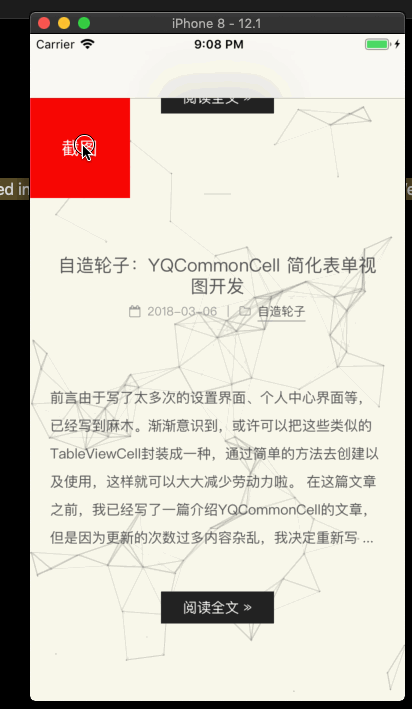 iPhone 8 - 12.1
Carrier 9:08 PM
阅读全文 »
截图
ed in
自造轮子：YQCommonCell 简化表单视
图开发
2018-03-06 | 自造轮子
前言由于写了太多次的设置界面、个人中心界面等，
已经写到麻木。渐渐意识到，或许可以把这些类似的
TableViewCell封装成一种，通过简单的方法去创建以
及使用，这样就可以大大减少劳动力啦。 在这篇文章
之前，我已经写了一篇介绍YQCommonCell的文章，
但是因为更新的次数过多内容杂乱，我决定重新写 ...
阅读全文 »